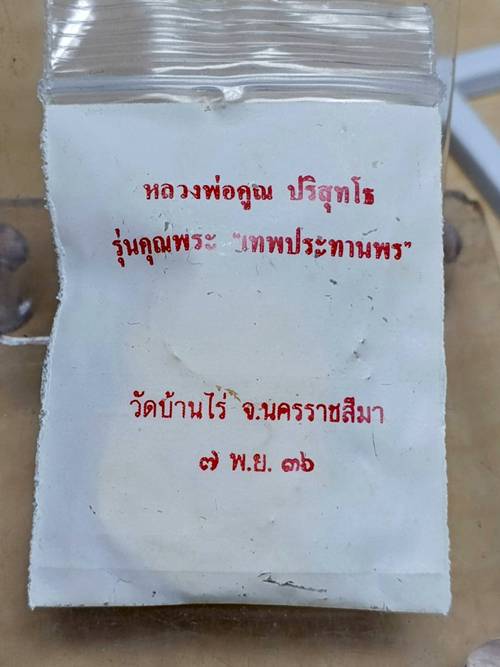 หลวงพ่อคูณ ปริสุทโธ
รุ่นคุณพระ "เทพประทานพร"
วัดบ้านไร่ จ.นครราชสีมา
๗ พ.ย. ๓๖